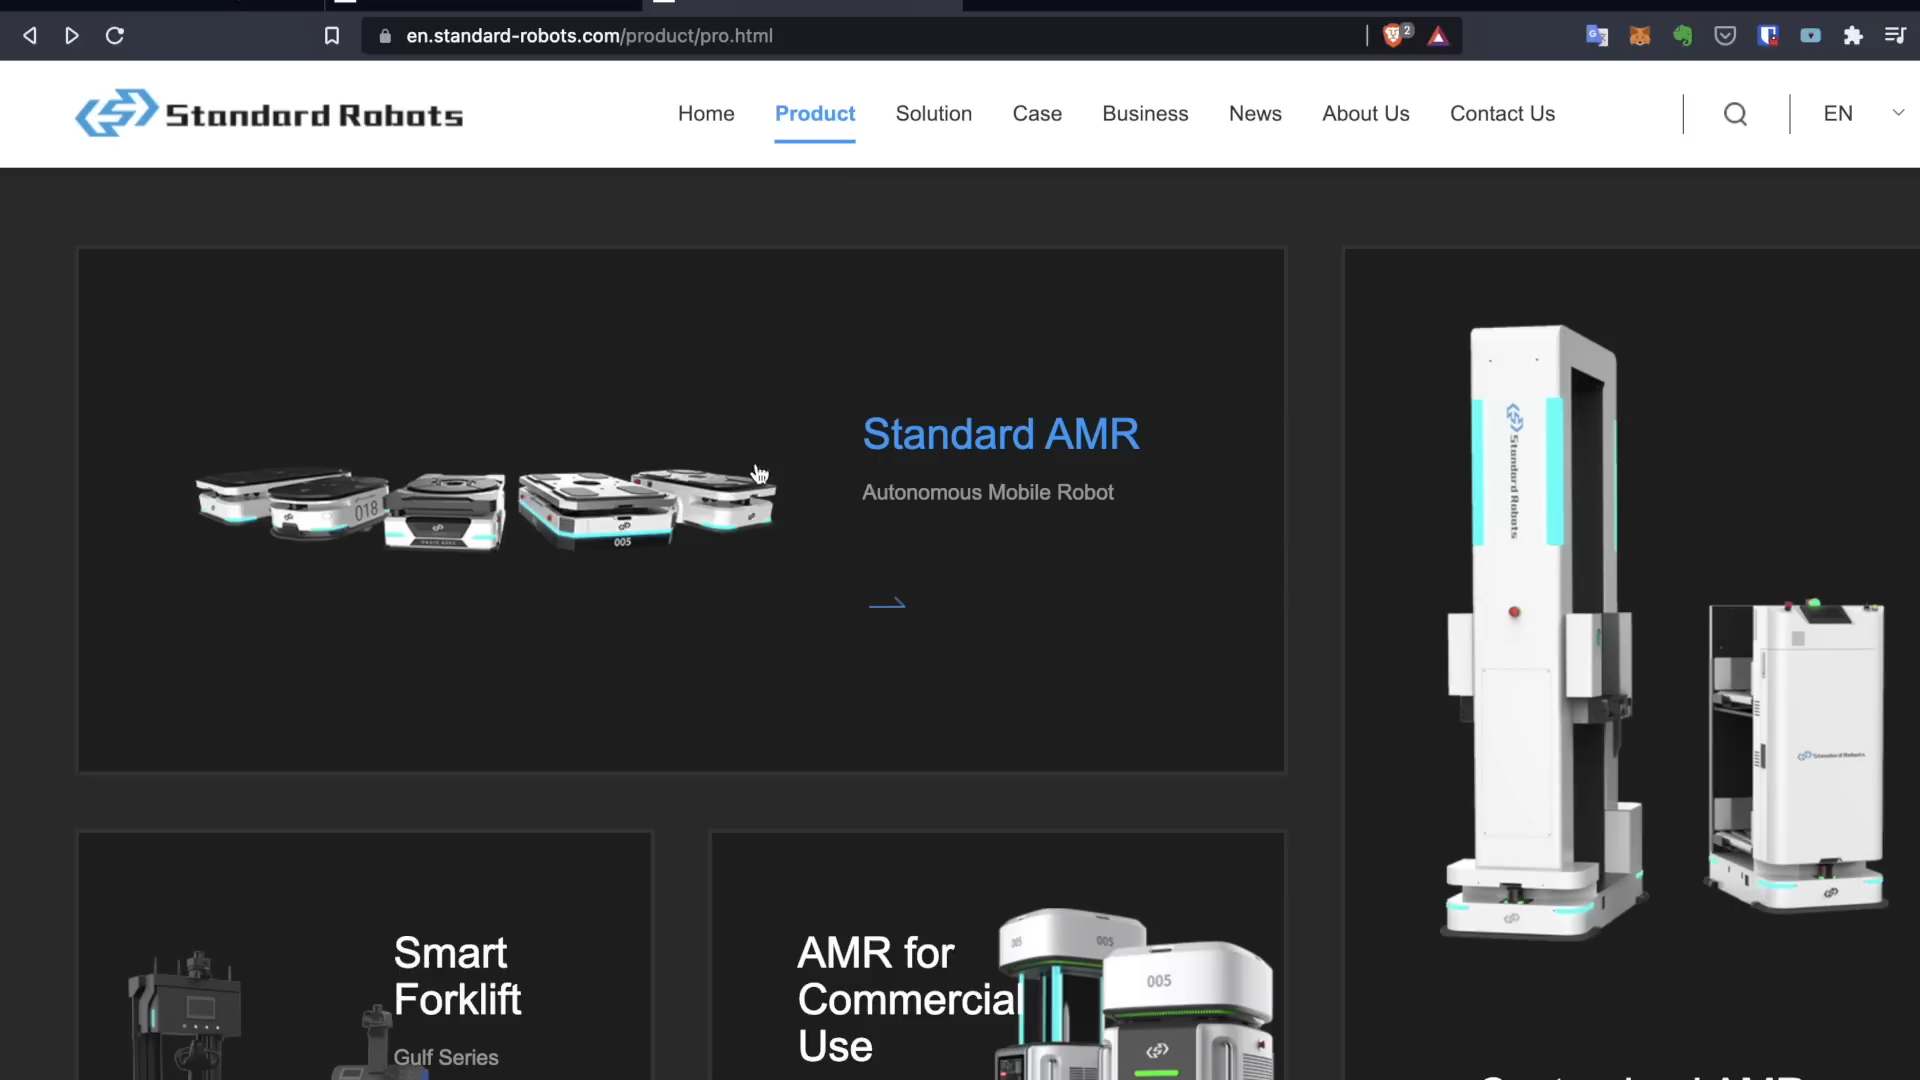 en.standard-robots.com/product/pro.html
2
Standard Robots
Home
Product
Solution
Case
Business
News
About Us
Contact Us
EN
Standard AMR
Autonomous Mobile Robot
018
005
Standard Robots
Standard Robots
Smart
Forklift
Gulf Series
AMR for
Commercial
Use
005
005
005